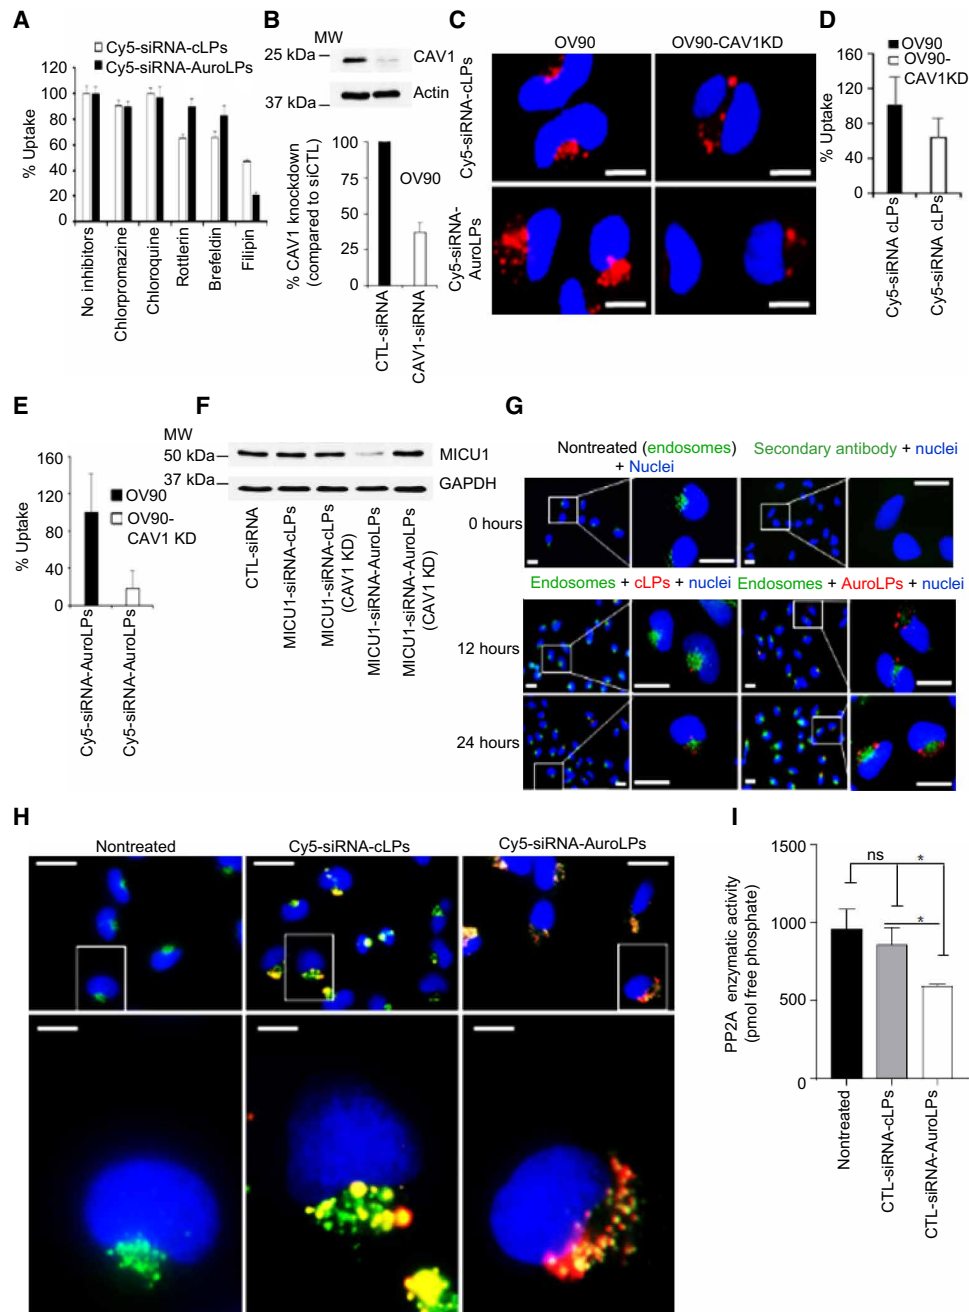 A
Cy5-siRNA-cLPs
Cy5-siRNA-AuroLPs
% Uptake
120
100
80
60
40
20
0
No inhibitors
Chlorpromazine
Chloroquine
Rottlerin
Brefeldin
Filipin
B
MW
25 kDa
CAV1
37 kDa
Actin
% CAV1 knockdown
(compared to siCTL)
100
75
50
25
0
OV90
CTL-siRNA
CAV1-siRNA
C
OV90
OV90-CAV1KD
Cy5-siRNA-cLPs
Cy5-siRNA-
AuroLPs
D
OV90
OV90-
CAV1KD
% Uptake
160
120
80
40
0
Cy5-siRNA cLPs
Cy5-siRNA cLPs
E
% Uptake
160
120
80
40
0
OV90
OV90-
CAV1 KD
Cy5-siRNA-AuroLPs
Cy5-siRNA-AuroLPs
F
MW
50 kDa
MICU1
37 kDa
GAPDH
CTL-siRNA
MICU1-siRNA-cLPs
MICU1-siRNA-cLPs
(CAV1 KD)
MICU1-siRNA-AuroLPs
MICU1-siRNA-AuroLPs
(CAV1 KD)
G
Nontreated (endosomes)
+ Nuclei
Secondary antibody + nuclei
0 hours
Endosomes + cLPs + nuclei
Endosomes + AuroLPs + nuclei
12 hours
24 hours
H
Nontreated
Cy5-siRNA-cLPs
Cy5-siRNA-AuroLPs
I
PP2A enzymatic activity
(pmol free phosphate)
1500
1000
500
0
ns
*
*
Nontreated
CTL-siRNA-cLPs
CTL-siRNA-AuroLPs